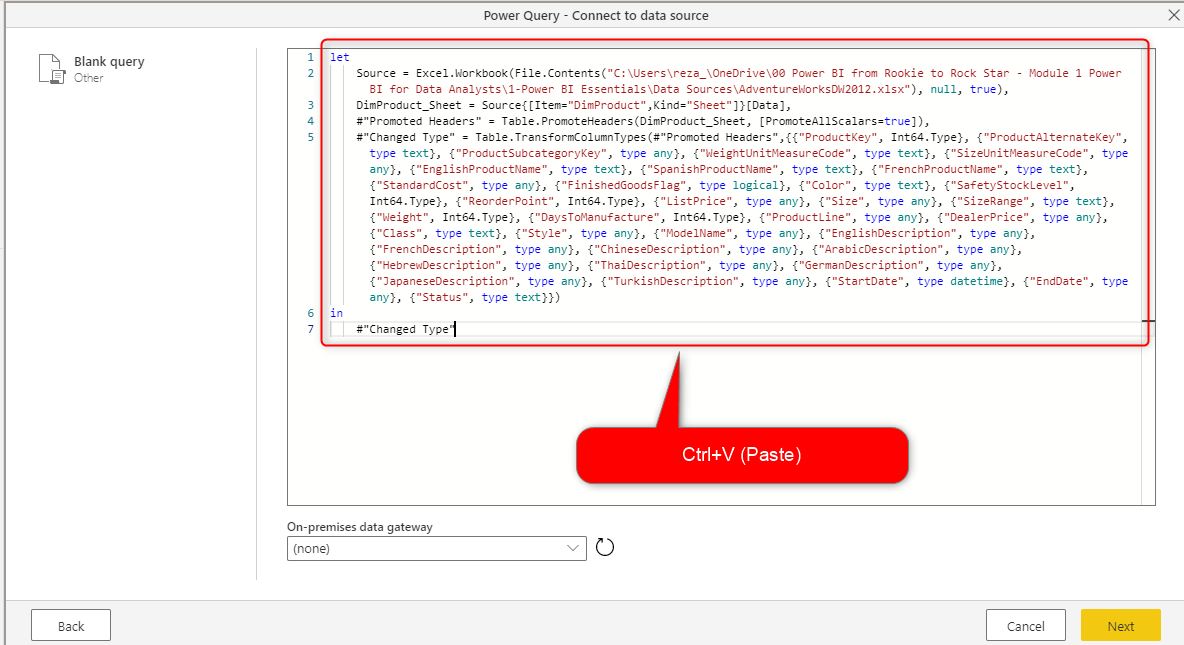 Power Query - Connect to data source
Blank query
Other
1 let
2 Source = Excel.Workbook(File.Contents("C:\Users\reza_\OneDrive\00 Power BI from Rookie to Rock Star - Module 1 Power
BI for Data Analysts\1-Power BI Essentials\Data Sources\AdventureWorksDW2012.xlsx"), null, true),
3 DimProduct_Sheet = Source{[Item="DimProduct",Kind="Sheet"]}[Data],
4 #"Promoted Headers" = Table.PromoteHeaders(DimProduct_Sheet, [PromoteAllScalars=true]),
5 #"Changed Type" = Table.TransformColumnTypes(#"Promoted Headers",{{"ProductKey", Int64.Type}, {"ProductAlternateKey",
type text}, {"ProductSubcategoryKey", type any}, {"WeightUnitMeasureCode", type text}, {"SizeUnitMeasureCode", type
any}, {"EnglishProductName", type text}, {"SpanishProductName", type text}, {"FrenchProductName", type text},
{"StandardCost", type any}, {"FinishedGoodsFlag", type logical}, {"Color", type text}, {"SafetyStockLevel",
Int64.Type}, {"ReorderPoint", Int64.Type}, {"ListPrice", type any}, {"Size", type any}, {"SizeRange", type text},
{"Weight", Int64.Type}, {"DaysToManufacture", Int64.Type}, {"ProductLine", type any}, {"DealerPrice", type any},
{"Class", type text}, {"Style", type any}, {"ModelName", type any}, {"EnglishDescription", type any},
{"FrenchDescription", type any}, {"ChineseDescription", type any}, {"ArabicDescription", type any},
{"HebrewDescription", type any}, {"ThaiDescription", type any}, {"GermanDescription", type any},
{"JapaneseDescription", type any}, {"TurkishDescription", type any}, {"StartDate", type datetime}, {"EndDate", type
any}, {"Status", type text}})
6 in
7 #"Changed Type"
Ctrl+V (Paste)
On-premises data gateway
(none)
Back
Cancel
Next